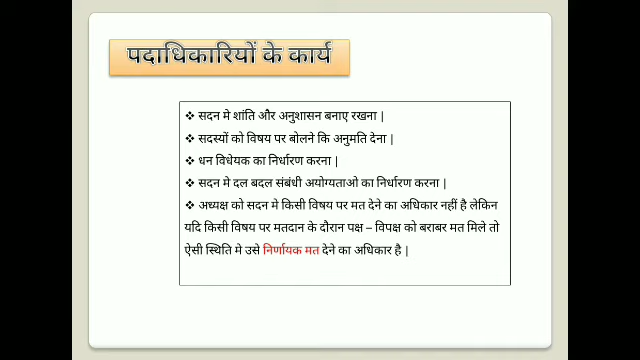 पदाधिकारियों के कार्य
❖ सदन मे शांति और अनुशासन बनाए रखना |
❖ सदस्यों को विषय पर बोलने कि अनुमति देना |
❖ धन विधेयक का निर्धारण करना |
❖ सदन मे दल बदल संबंधी अयोग्यताओ का निर्धारण करना |
❖ अध्यक्ष को सदन मे किसी विषय पर मत देने का अधिकार नहीं है लेकिन
यदि किसी विषय पर मतदान के दौरान पक्ष – विपक्ष को बराबर मत मिले तो
ऐसी स्थिति मे उसे निर्णायक मत देने का अधिकार है |